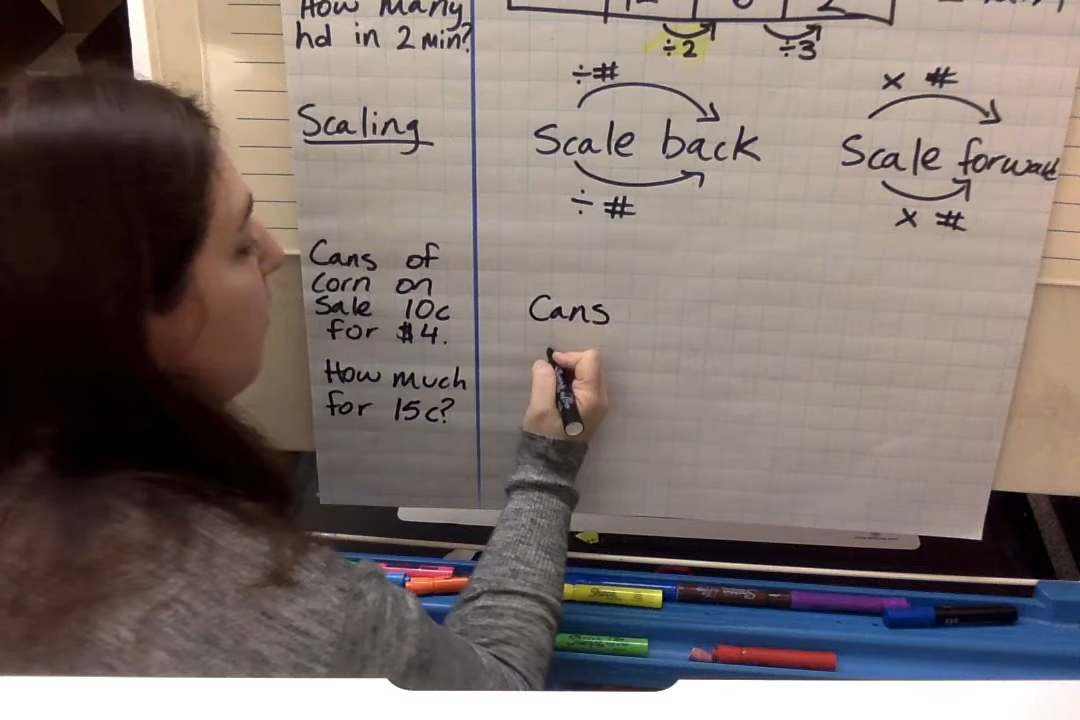 How many
hd in 2 min?
÷2
÷3
Scaling
÷#
Scale back
÷ #
x #
Scale forward
x #
Cans of
corn on
Sale 10c
for $4.
How much
for 15c?
Cans